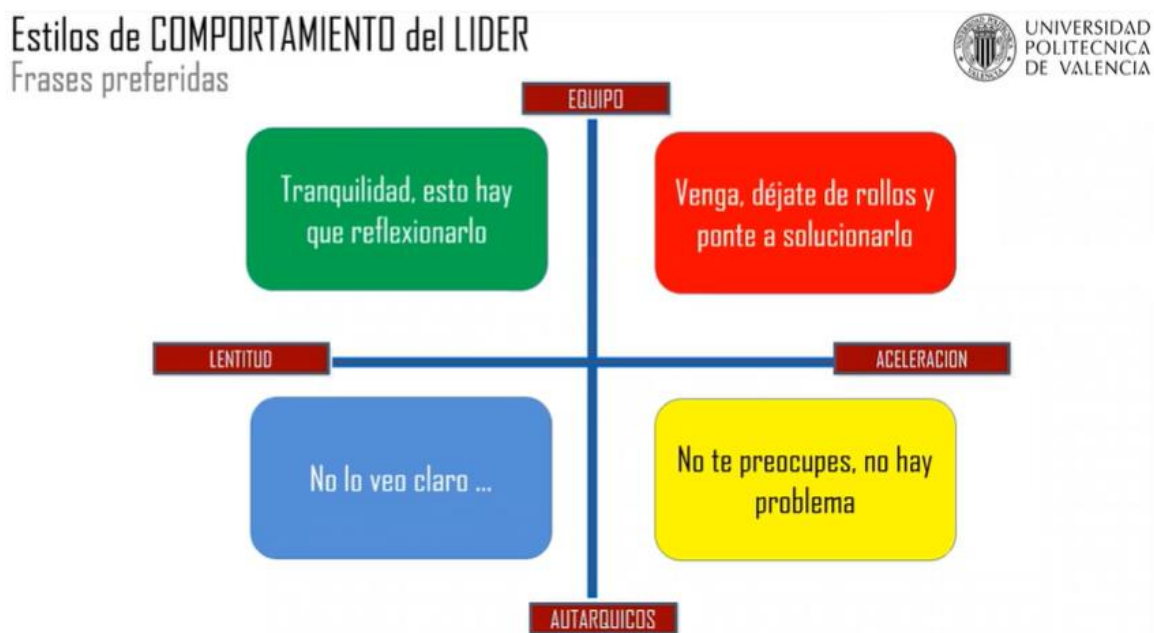 Estilos de COMPORTAMIENTO del LIDER
Frases preferidas
UNIVERSIDAD
POLITECNICA
DE VALENCIA
EQUIPO
Tranquilidad, esto hay
que reflexionarlo
Venga, déjate de rollos y
ponte a solucionarlo
LENTITUD
ACELERACION
No lo veo claro ...
No te preocupes, no hay
problema
AUTARQUICOS